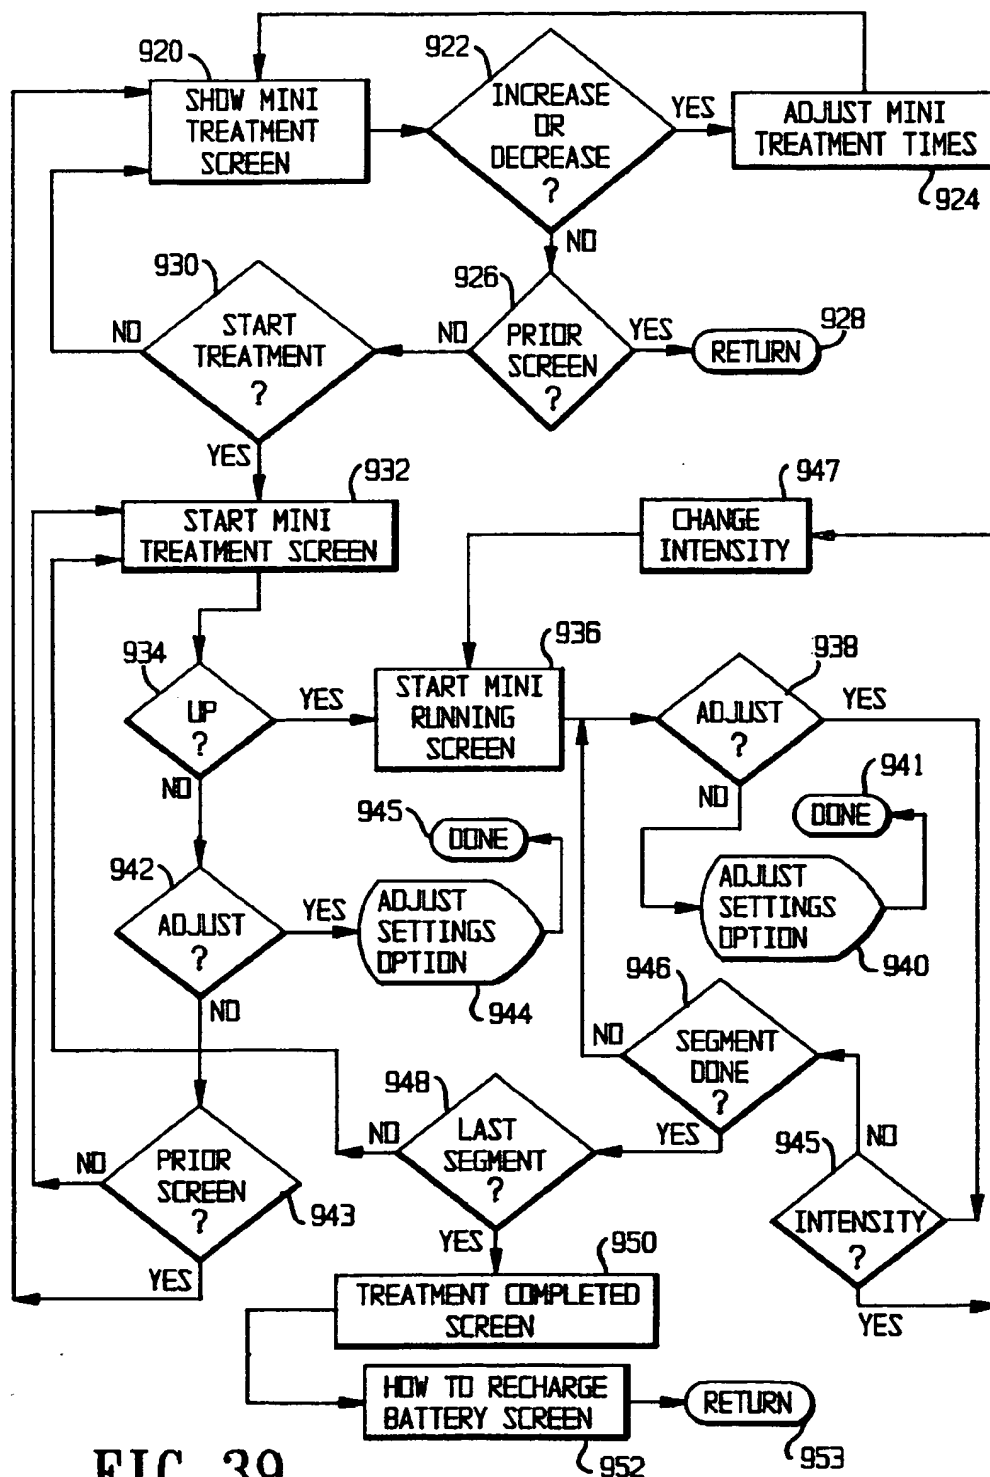 920
SHOW MINI
TREATMENT
SCREEN
922
INCREASE
OR
DECREASE
?
YES
ADJUST MINI
TREATMENT TIMES
924
NO
930
START
TREATMENT
?
NO
926
PRIOR
SCREEN
?
NO
YES
928
RETURN
YES
932
START MINI
TREATMENT SCREEN
947
CHANGE
INTENSITY
934
UP
?
YES
936
START MINI
RUNNING
SCREEN
938
ADJUST
?
YES
NO
NO
941
DONE
945
DONE
942
ADJUST
?
YES
ADJUST
SETTINGS
OPTION
944
ADJUST
SETTINGS
OPTION
940
NO
946
SEGMENT
DONE
?
NO
YES
948
LAST
SEGMENT
?
NO
YES
NO
945
INTENSITY
?
YES
PRIOR
SCREEN
?
NO
943
YES
950
TREATMENT COMPLETED
SCREEN
HOW TO RECHARGE
BATTERY SCREEN
952
RETURN
953
FIG. 39